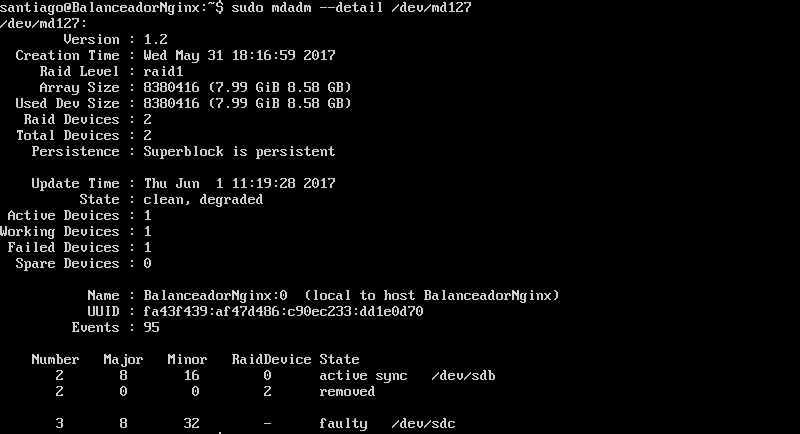 santiago@BalanceadorNginx:~$ sudo mdadm --detail /dev/md127
/dev/md127:
Version : 1.2
Creation Time : Wed May 31 18:16:59 2017
Raid Level : raid1
Array Size : 8380416 (7.99 GiB 8.58 GB)
Used Dev Size : 8380416 (7.99 GiB 8.58 GB)
Raid Devices : 2
Total Devices : 2
Persistence : Superblock is persistent
Update Time : Thu Jun  1 11:19:28 2017
State : clean, degraded
Active Devices : 1
Working Devices : 1
Failed Devices : 1
Spare Devices : 0
Name : BalanceadorNginx:0  (local to host BalanceadorNginx)
UUID : fa43f439:af47d486:c90ec233:dd1e0d70
Events : 95
Number   Major   Minor   RaidDevice State
2       8       16        0      active sync   /dev/sdb
2       0        0        2      removed
3       8       32        -      faulty   /dev/sdc